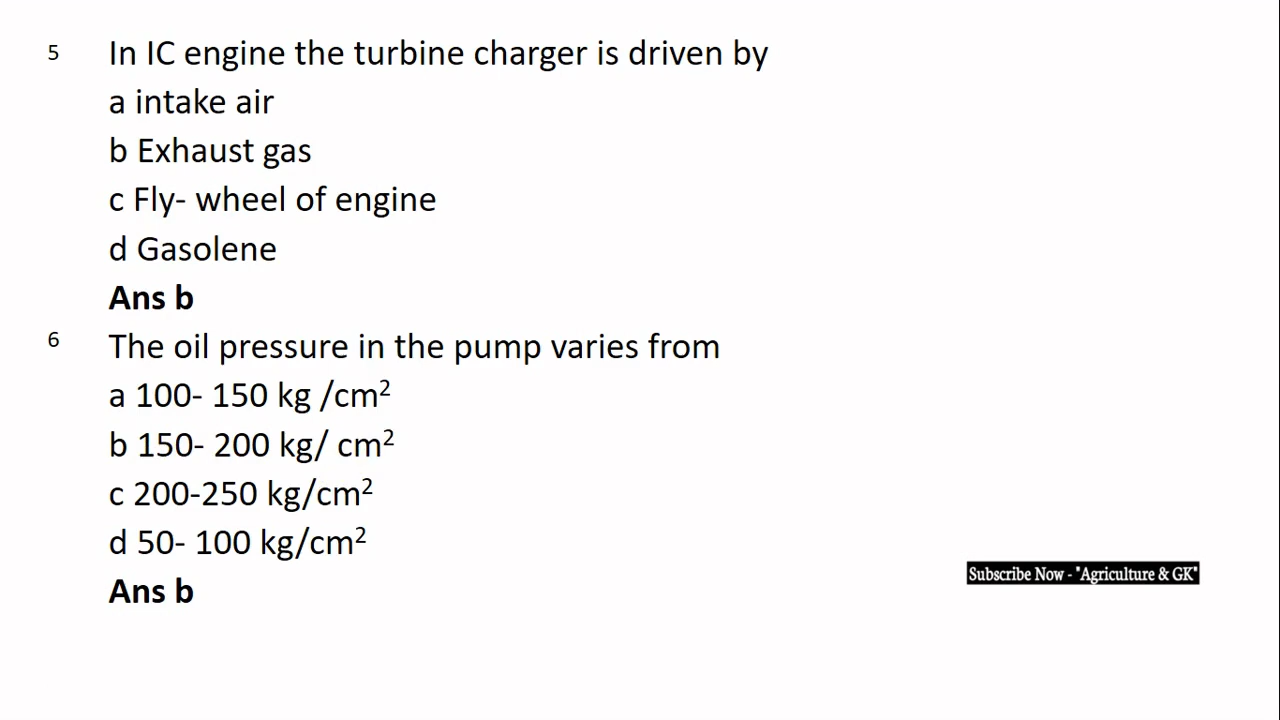 5 In IC engine the turbine charger is driven by
a intake air
b Exhaust gas
c Fly- wheel of engine
d Gasolene
Ans b
6 The oil pressure in the pump varies from
a 100- 150 kg /cm²
b 150- 200 kg/ cm²
c 200-250 kg/cm²
d 50- 100 kg/cm²
Subscribe Now - "Agriculture & GK"
Ans b